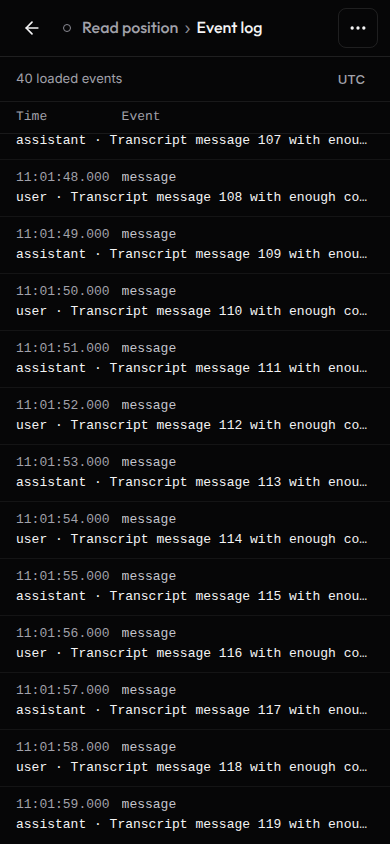 Read position › Event log
40 loaded events UTC
Time Event
assistant · Transcript message 107 with enou…
11:01:48.000 message
user · Transcript message 108 with enough co…
11:01:49.000 message
assistant · Transcript message 109 with enou…
11:01:50.000 message
user · Transcript message 110 with enough co…
11:01:51.000 message
assistant · Transcript message 111 with enou…
11:01:52.000 message
user · Transcript message 112 with enough co…
11:01:53.000 message
assistant · Transcript message 113 with enou…
11:01:54.000 message
user · Transcript message 114 with enough co…
11:01:55.000 message
assistant · Transcript message 115 with enou…
11:01:56.000 message
user · Transcript message 116 with enough co…
11:01:57.000 message
assistant · Transcript message 117 with enou…
11:01:58.000 message
user · Transcript message 118 with enough co…
11:01:59.000 message
assistant · Transcript message 119 with enou…